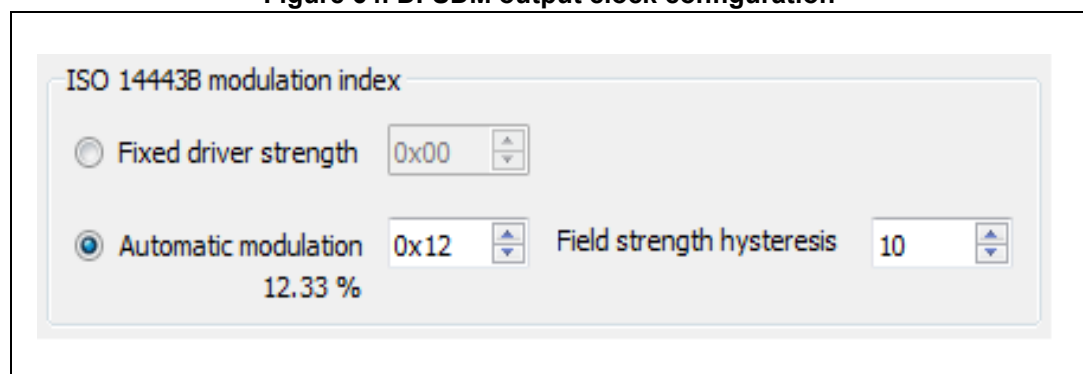 ISO 14443B modulation index
Fixed driver strength 0x00
Automatic modulation 0x12 Field strength hysteresis 10
12.33 %